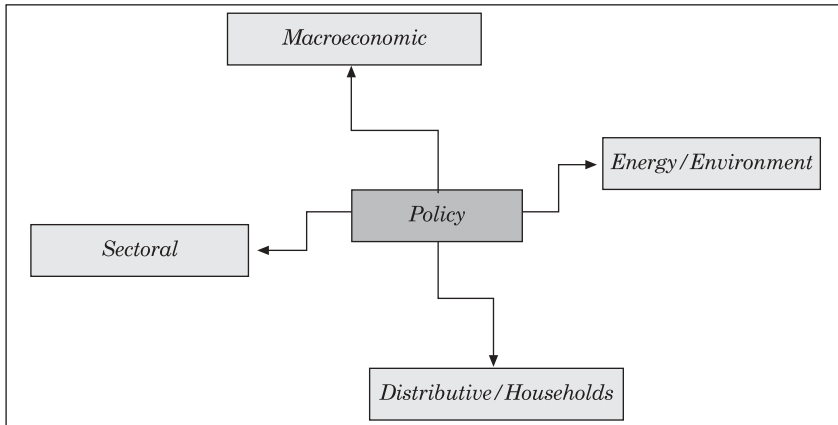 Macroeconomic
Energy/Environment
Policy
Sectoral
Distributive/Households